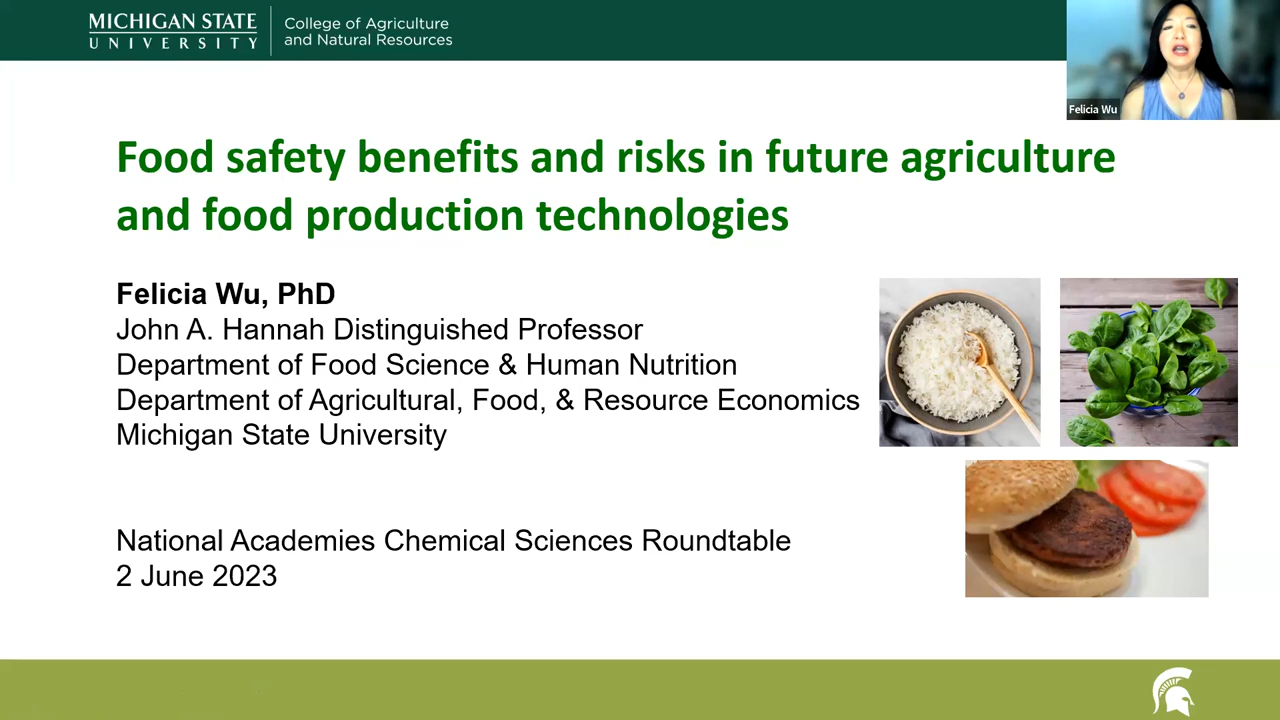 MICHIGAN STATE
UNIVERSITY
College of Agriculture
and Natural Resources
Felicia Wu
Food safety benefits and risks in future agriculture
and food production technologies
Felicia Wu, PhD
John A. Hannah Distinguished Professor
Department of Food Science & Human Nutrition
Department of Agricultural, Food, & Resource Economics
Michigan State University
National Academies Chemical Sciences Roundtable
2 June 2023